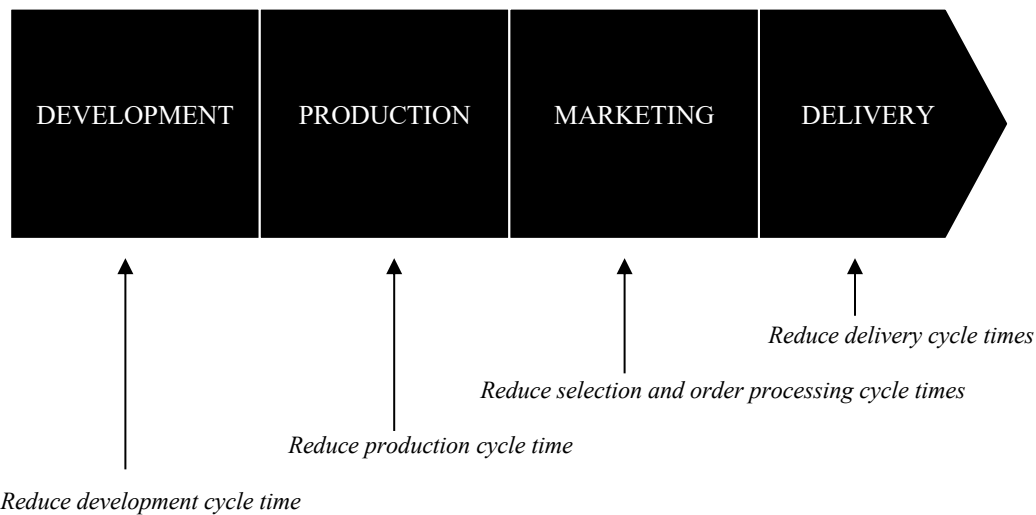 DEVELOPMENT
PRODUCTION
MARKETING
DELIVERY
Reduce delivery cycle times
Reduce selection and order processing cycle times
Reduce production cycle time
Reduce development cycle time